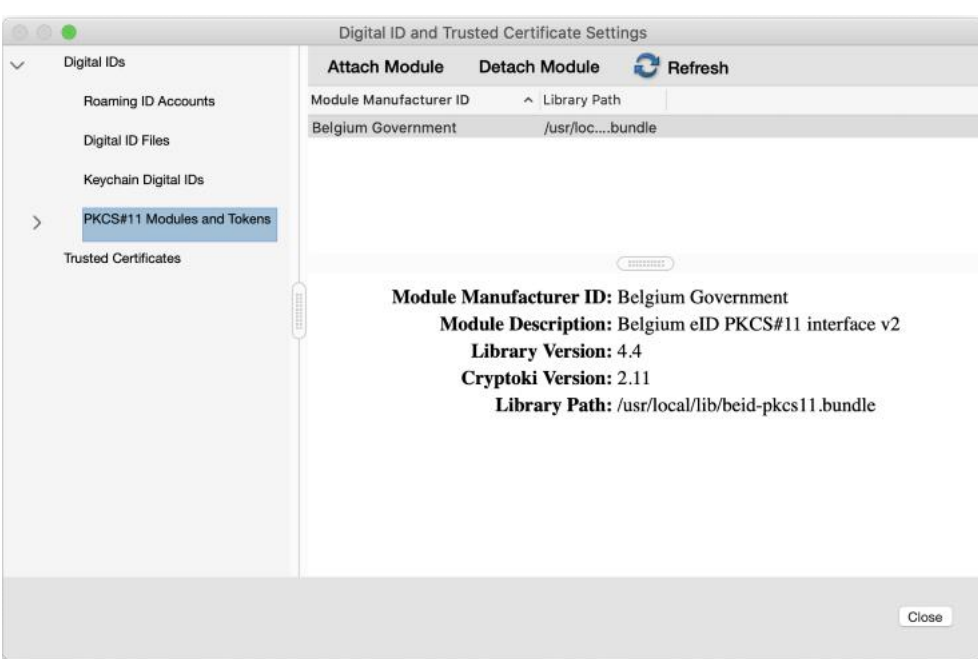 Digital ID and Trusted Certificate Settings
Digital IDs
Roaming ID Accounts
Digital ID Files
Keychain Digital IDs
PKCS#11 Modules and Tokens
Trusted Certificates
Attach Module Detach Module Refresh
Module Manufacturer ID Library Path
Belgium Government /usr/loc....bundle
Module Manufacturer ID: Belgium Government
Module Description: Belgium eID PKCS#11 interface v2
Library Version: 4.4
Cryptoki Version: 2.11
Library Path: /usr/local/lib/beid-pkcs11.bundle
Close